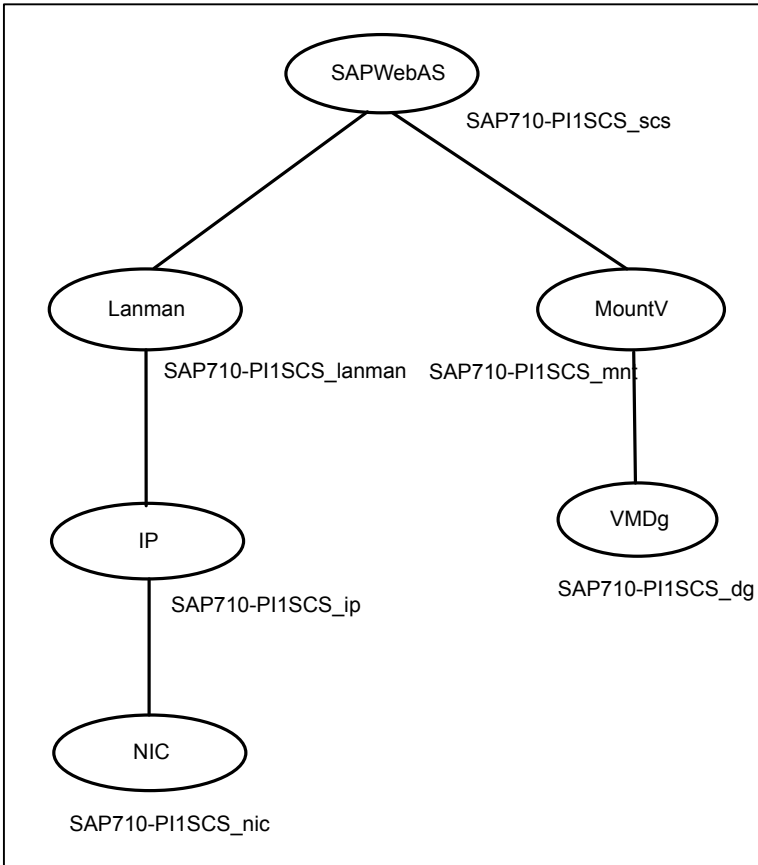 SAPWebAS
SAP710-PI1SCS_scs
Lanman
MountV
SAP710-PI1SCS_lanman
SAP710-PI1SCS_mnt
VMDg
IP
SAP710-PI1SCS_dg
SAP710-PI1SCS_ip
NIC
SAP710-PI1SCS_nic